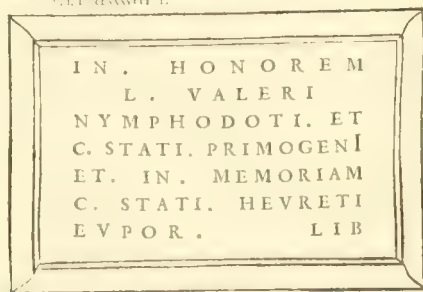 IN . HONOREM
L . VALERI
NYMPHODOTI . ET
C. STATI. PRIMOGENI
ET. IN. MEMORIAM
C. STATI. HEVRETI
EVPOR . LIB